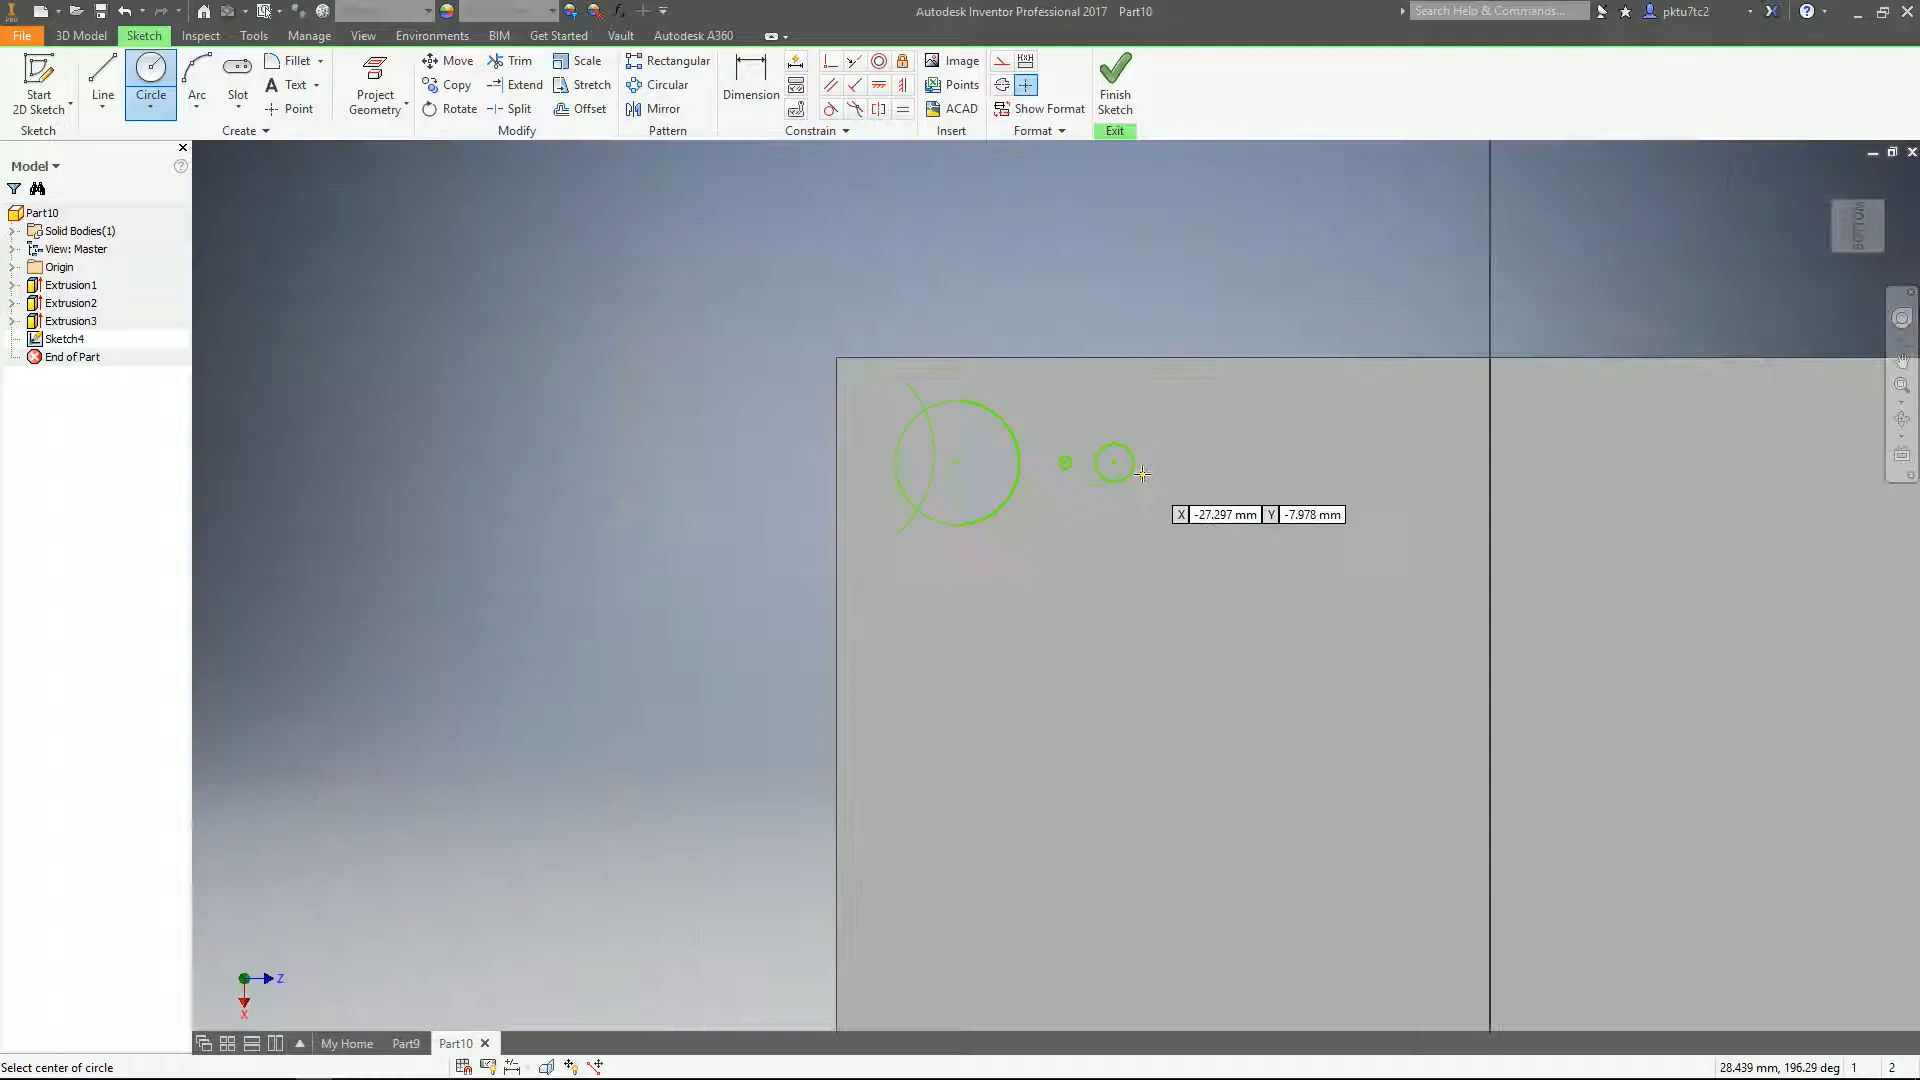 PRO
Autodesk Inventor Professional 2017 Part10
Search Help & Commands...
pktu7tc2
File 3D Model Sketch Inspect Tools Manage View Environments BIM Get Started Vault Autodesk A360
Start
2D Sketch
Line
Circle
Arc
Slot
Fillet
Text
Point
Project
Geometry
Move
Copy
Rotate
Trim
Extend
Split
Scale
Stretch
Offset
Rectangular
Circular
Mirror
Dimension
Image
Points
ACAD
Show Format
Finish
Sketch
Sketch Create Modify Pattern Constrain Insert Format Exit
Model
Part10
Solid Bodies(1)
View: Master
Origin
Extrusion1
Extrusion2
Extrusion3
Sketch4
End of Part
BOTTOM
X -27.297 mm Y -7.978 mm
Z
X
My Home Part9 Part10
Select center of circle
28.439 mm, 196.29 deg 1 2